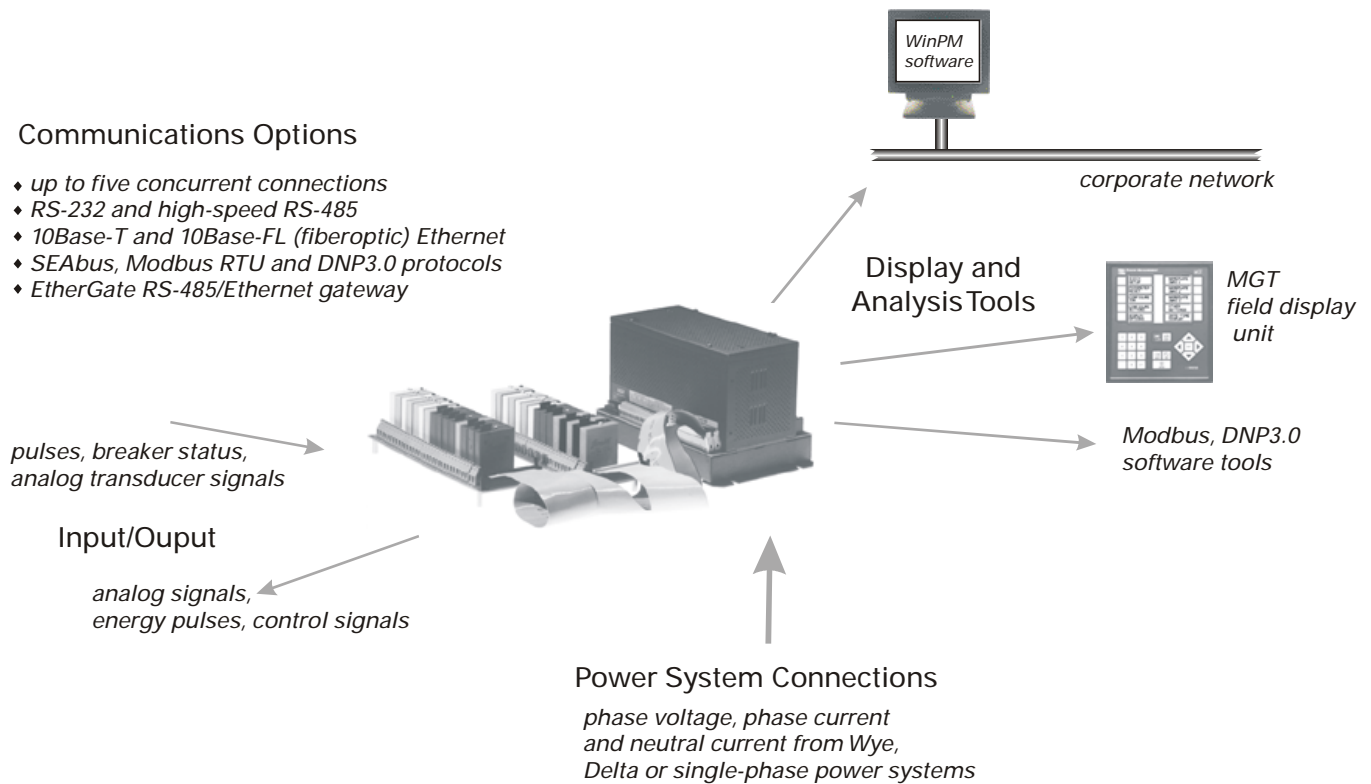 WinPM
software
corporate network
Communications Options
♦ up to five concurrent connections
♦ RS-232 and high-speed RS-485
♦ 10Base-T and 10Base-FL (fiberoptic) Ethernet
♦ SEAbus, Modbus RTU and DNP3.0 protocols
♦ EtherGate RS-485/Ethernet gateway
Display and
Analysis Tools
MGT
field display
unit
Modbus, DNP3.0
software tools
pulses, breaker status,
analog transducer signals
Input/Ouput
analog signals,
energy pulses, control signals
Power System Connections
phase voltage, phase current
and neutral current from Wye,
Delta or single-phase power systems